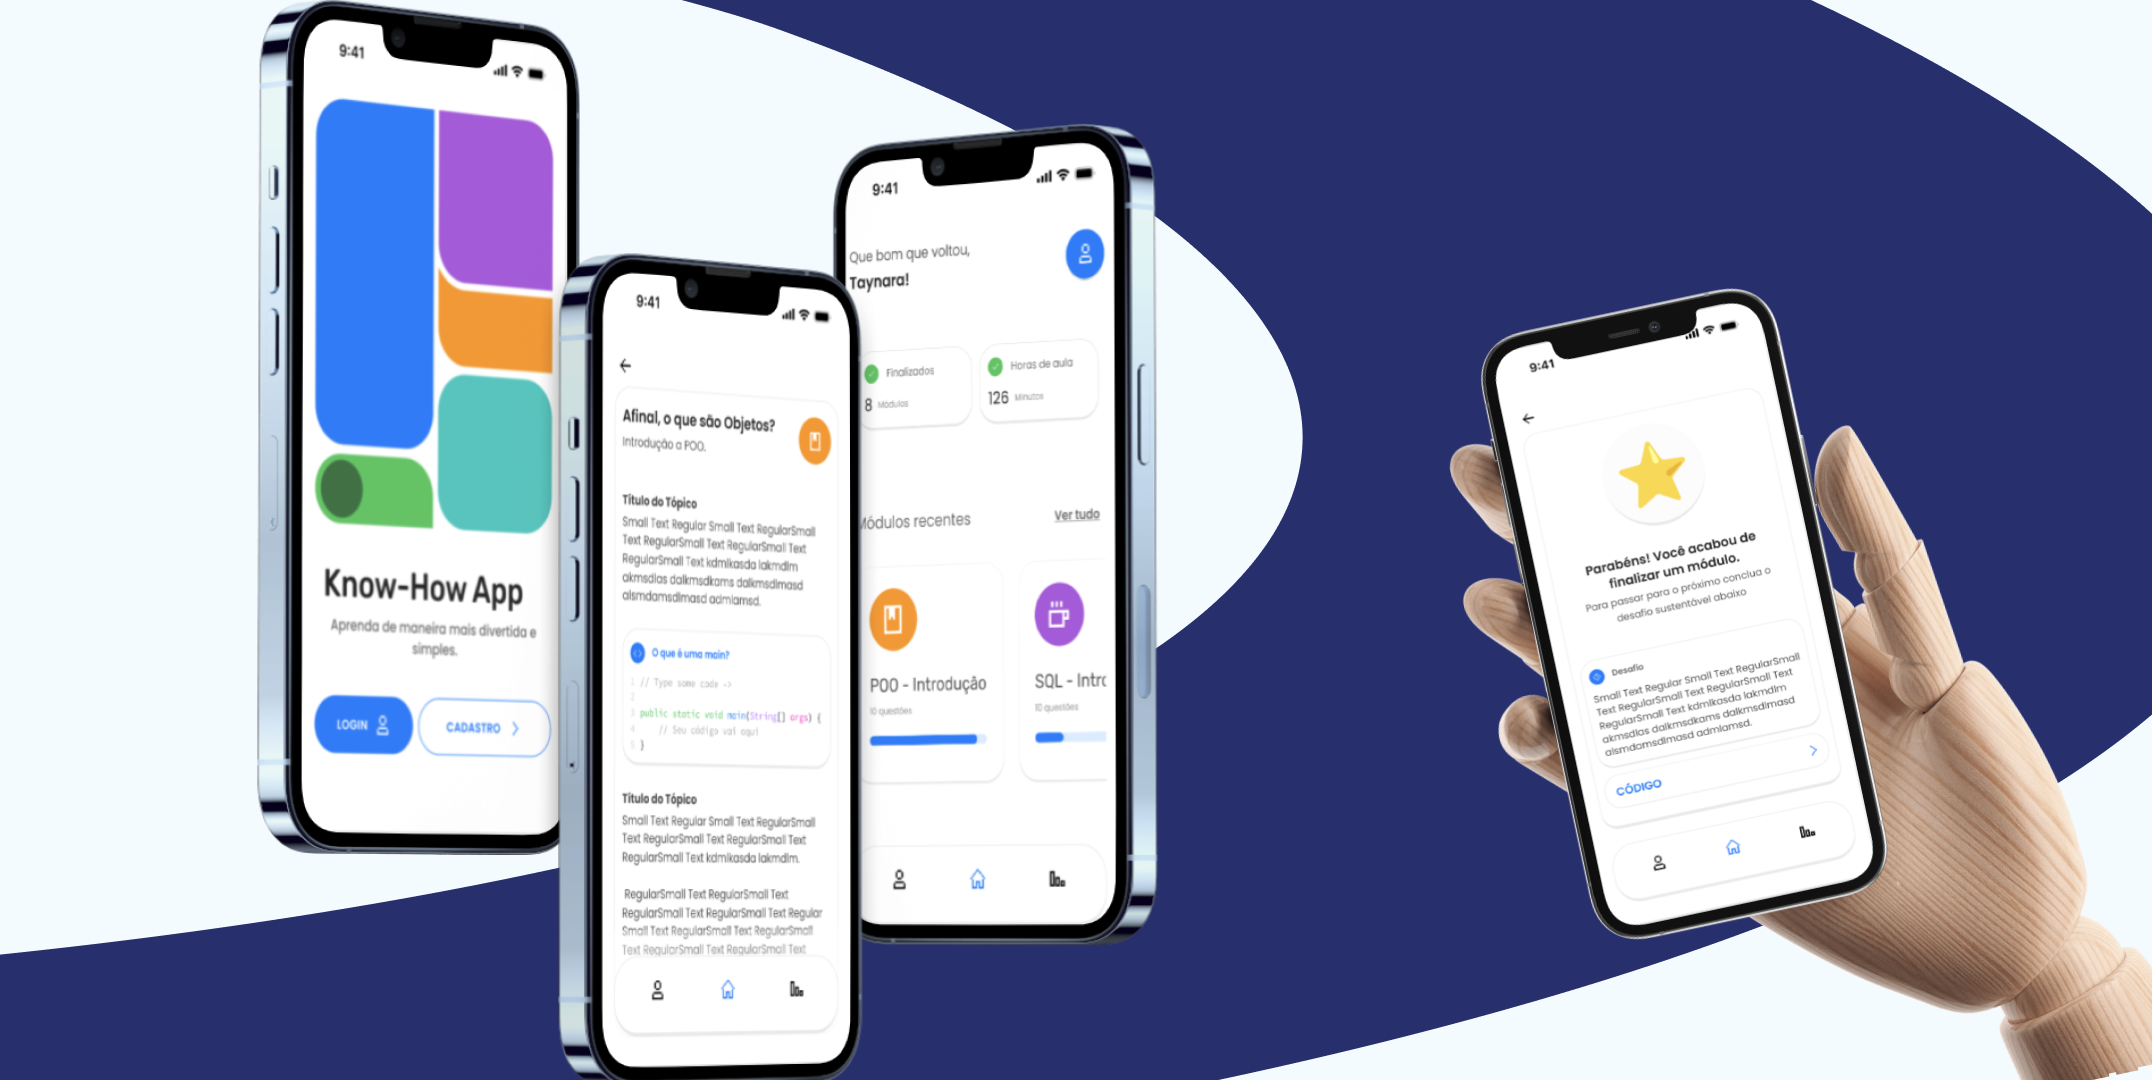 9:41
Know-How App
Aprenda de maneira mais divertida e
simples.
LOGIN
CADASTRO
9:41
Afinal, o que são Objetos?
Introdução a POO.
Título do Tópico
Small Text Regular Small Text RegularSmall
Text RegularSmall Text RegularSmall Text
RegularSmall Text kdmlkasda lakmdlm
akmsdlas dalkmsdkams dalkmsdlmasd
alsmdamsdlmasd admlamsd.
O que é uma main?
1 // Type some code ->
2
3 public static void main(String[] args) {
4 // Seu código vai aqui
5 }
Título do Tópico
Small Text Regular Small Text RegularSmall
Text RegularSmall Text RegularSmall Text
RegularSmall Text kdmlkasda lakmdlm.
RegularSmall Text RegularSmall Text
RegularSmall Text RegularSmall Text Regular
Small Text RegularSmall Text RegularSmall
Text RegularSmall Text RegularSmall Text
9:41
Que bom que voltou,
Taynara!
Finalizados
8 Módulos
Horas de aula
126 Minutos
Módulos recentes
Ver tudo
POO - Introdução
10 questões
SQL - Intro
10 questões
9:41
Parabéns! Você acabou de
finalizar um módulo.
Para passar para o próximo conclua o
desafio sustentável abaixo
Desafio
Small Text Regular Small Text RegularSmall
Text RegularSmall Text RegularSmall Text
RegularSmall Text kdmlkasda lakmdlm
akmsdlas dalkmsdkams dalkmsdlmasd
alsmdamsdlmasd admlamsd.
CÓDIGO